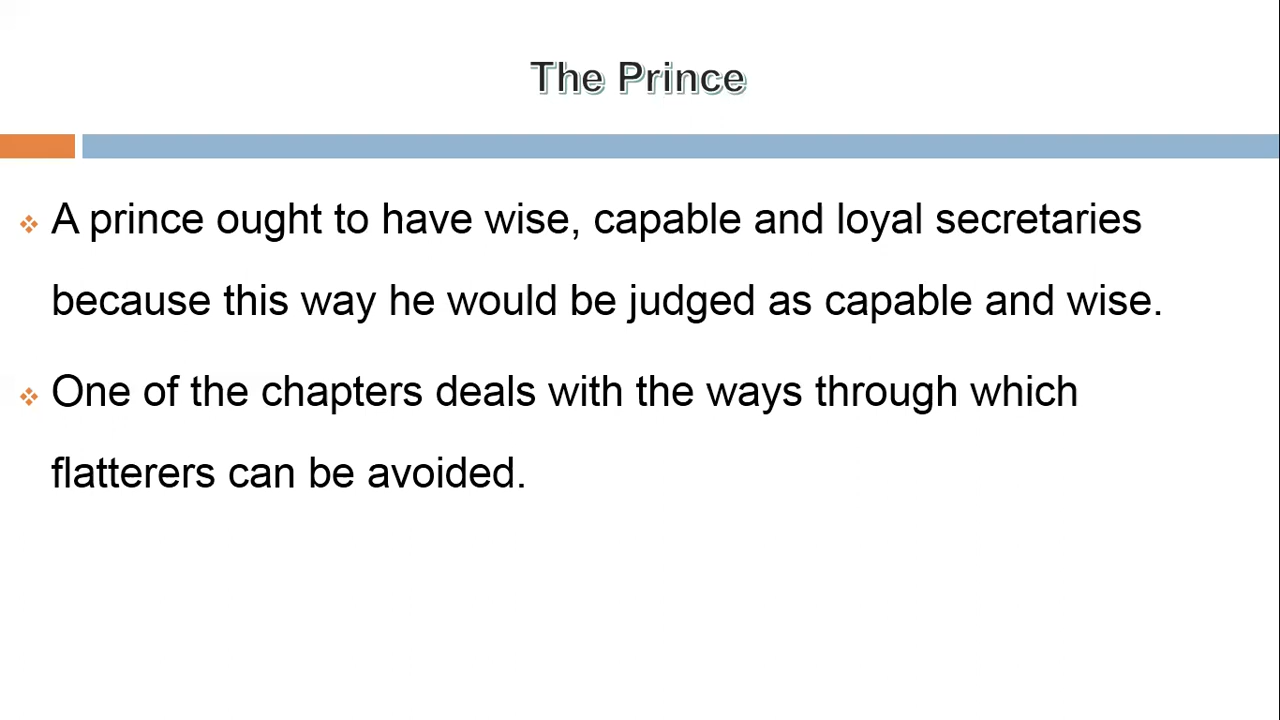 The Prince
A prince ought to have wise, capable and loyal secretaries
because this way he would be judged as capable and wise.
One of the chapters deals with the ways through which
flatterers can be avoided.